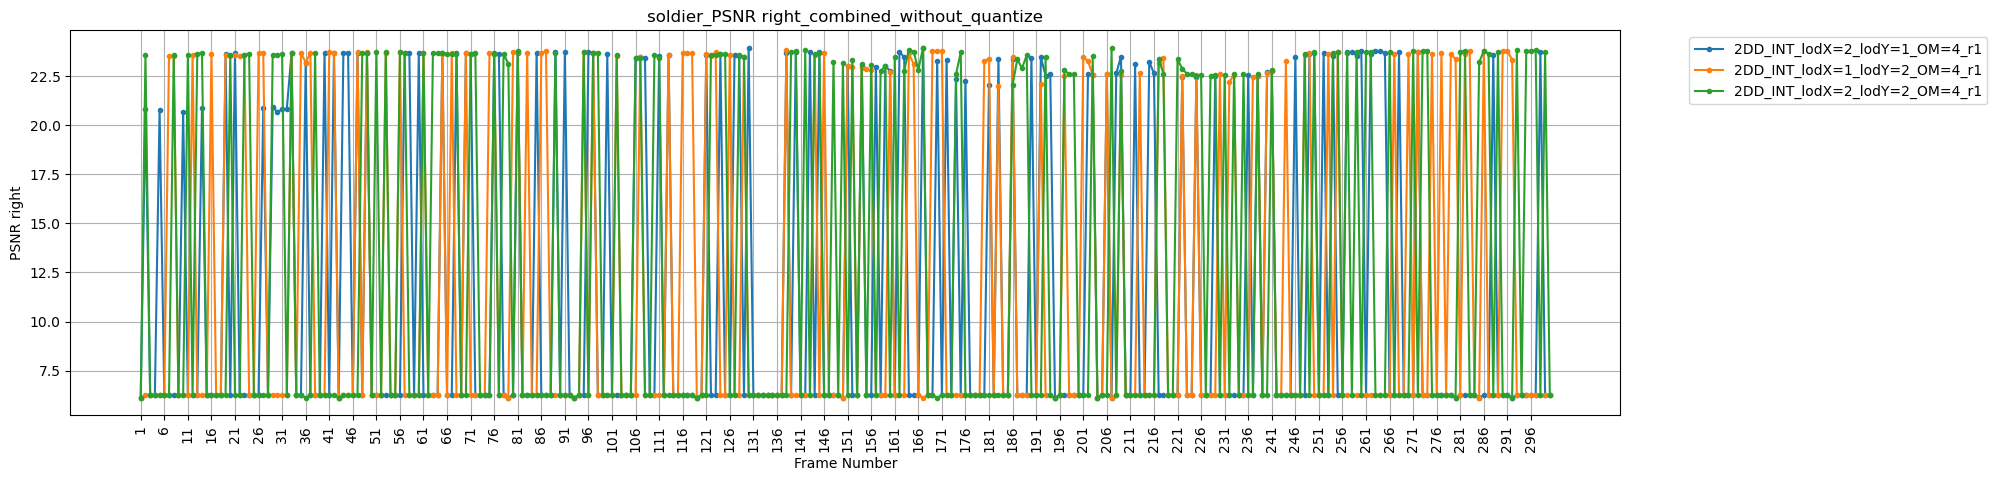 soldier_PSNR right_combined_without_quantize
2DD_INT_lodX=2_lodY=1_OM=4_r1
2DD_INT_lodX=1_lodY=2_OM=4_r1
2DD_INT_lodX=2_lodY=2_OM=4_r1
PSNR right
22.5
20.0
17.5
15.0
12.5
10.0
7.5
1 6 11 16 21 26 31 36 41 46 51 56 61 66 71 76 81 86 91 96 101 106 111 116 121 126 131 136 141 146 151 156 161 166 171 176 181 186 191 196 201 206 211 216 221 226 231 236 241 246 251 256 261 266 271 276 281 286 291 296
Frame Number